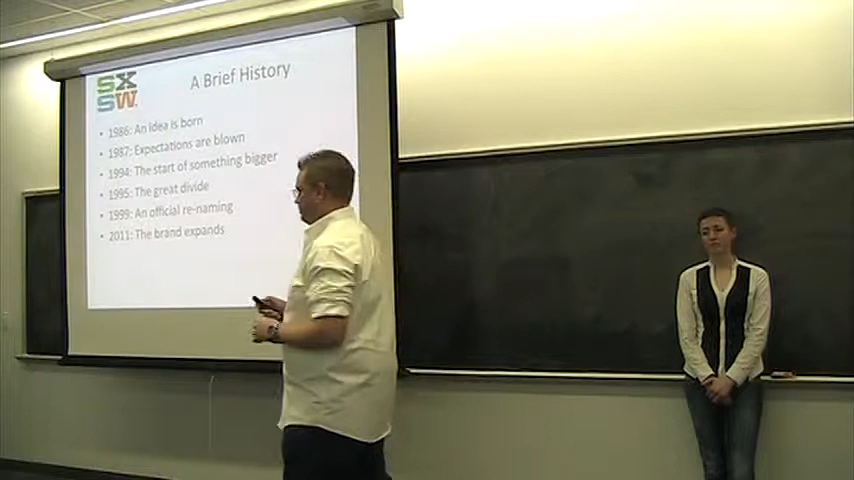 SX
SW
A Brief History
• 1986: An idea is born
• 1987: Expectations are blown
• 1994: The start of something bigger
• 1995: The great divide
• 1999: An official re-naming
• 2011: The brand expands